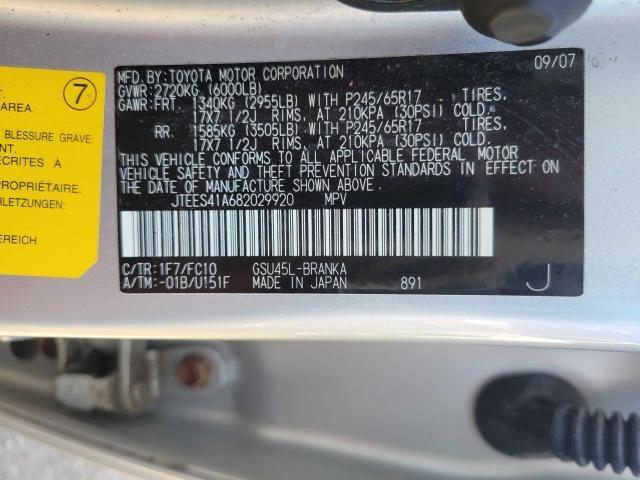 7
s
AREA.
BLESSURE GRAVE:
NT.
CRÉTES À
PROPRIÉTAIRE
BEREICH
09/07
MFD.BY:TOYOTA MOTOR CORPORATION
GVWR:2720KG (6000LB)
GAWR:FRT. 1340KG (2955LB) WITH P245/65R17 TIRES,
17X7 1/2J RIMS, AT 210KPA (30PSI) COLD.
RR. 1585KG (3505LB) WITH P245/65R17 TIRES,
17X7 1/2J RIMS, AT 210KPA (30PSI) COLD.
THIS VEHICLE CONFORMS TO ALL APPLICABLE FEDERAL MOTOR
VEHICLE SAFETY AND THEFT PREVENTION STANDARDS IN EFFECT ON
THE DATE OF MANUFACTURE SHOWN ABOVE.
JTEES41A682029920 MPV
C/TR:1F7/FC10 GSU45L-BRANKA
A/TM:-01B/U151F MADE IN JAPAN 891 J